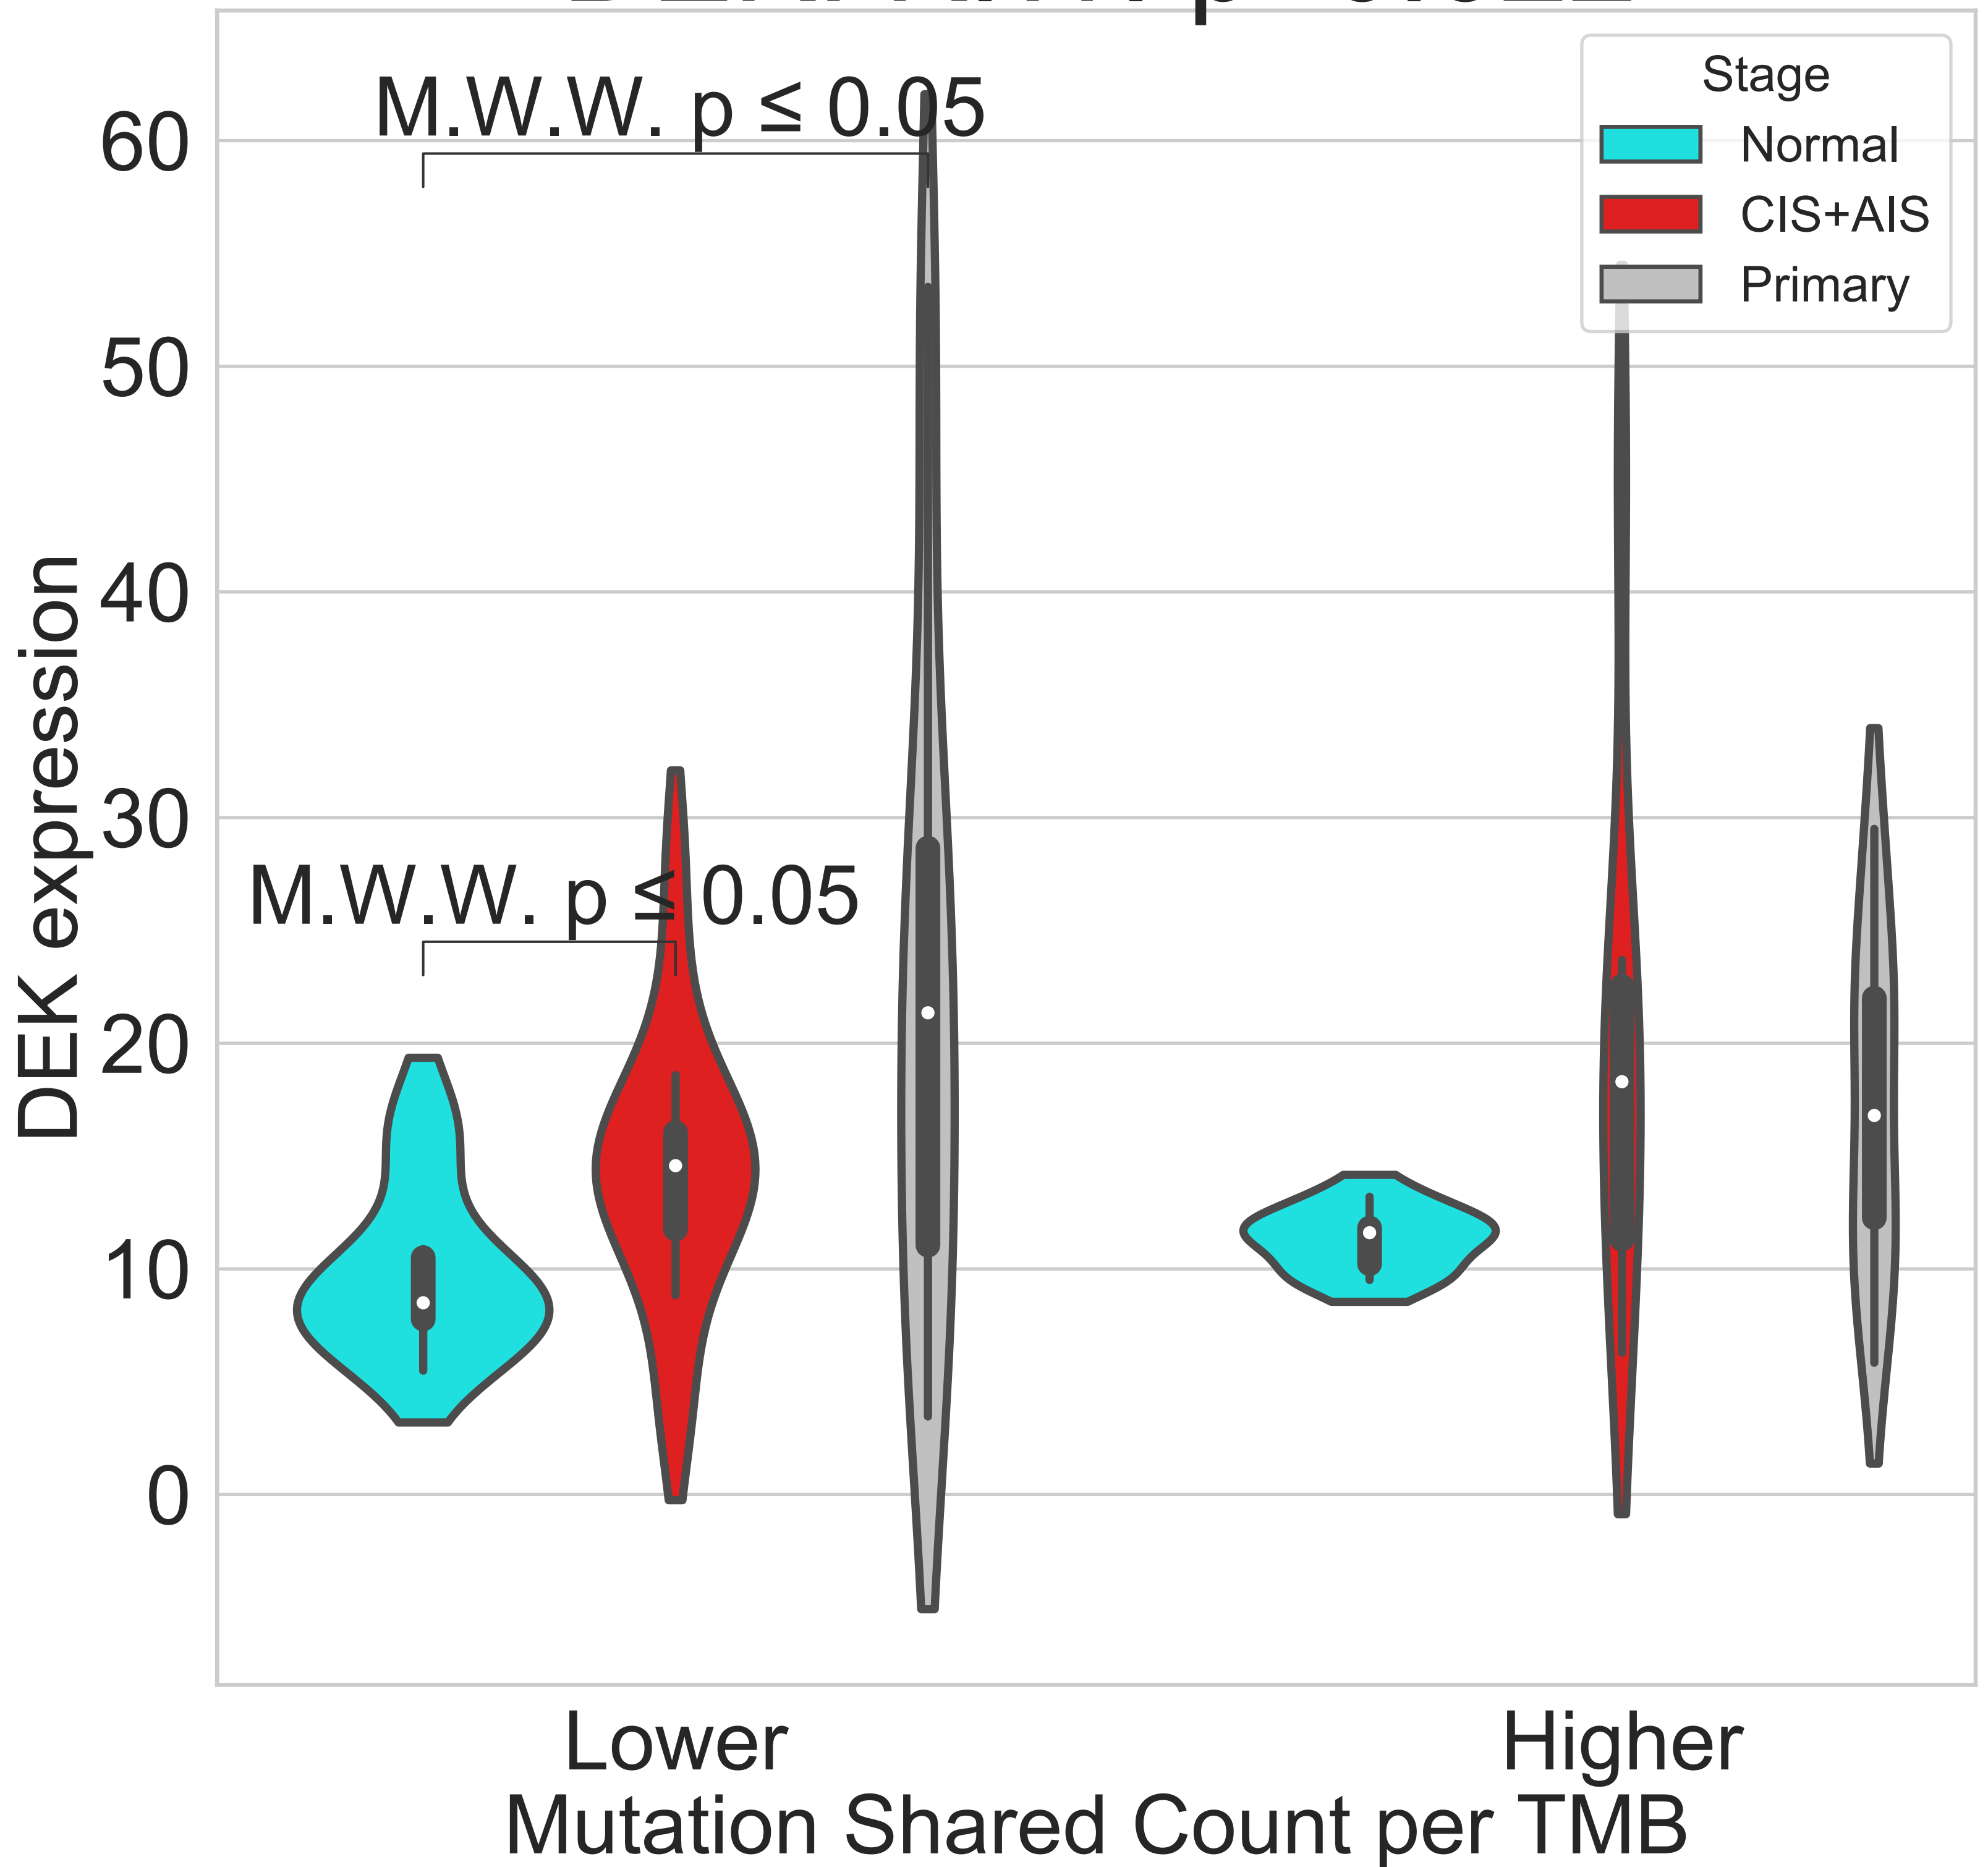 M.W.W. p ≤ 0.05
Stage
Normal
CIS+AIS
Primary
M.W.W. p ≤ 0.05
DEK expression
60
50
40
30
20
10
0
Lower
Higher
Mutation Shared Count per TMB